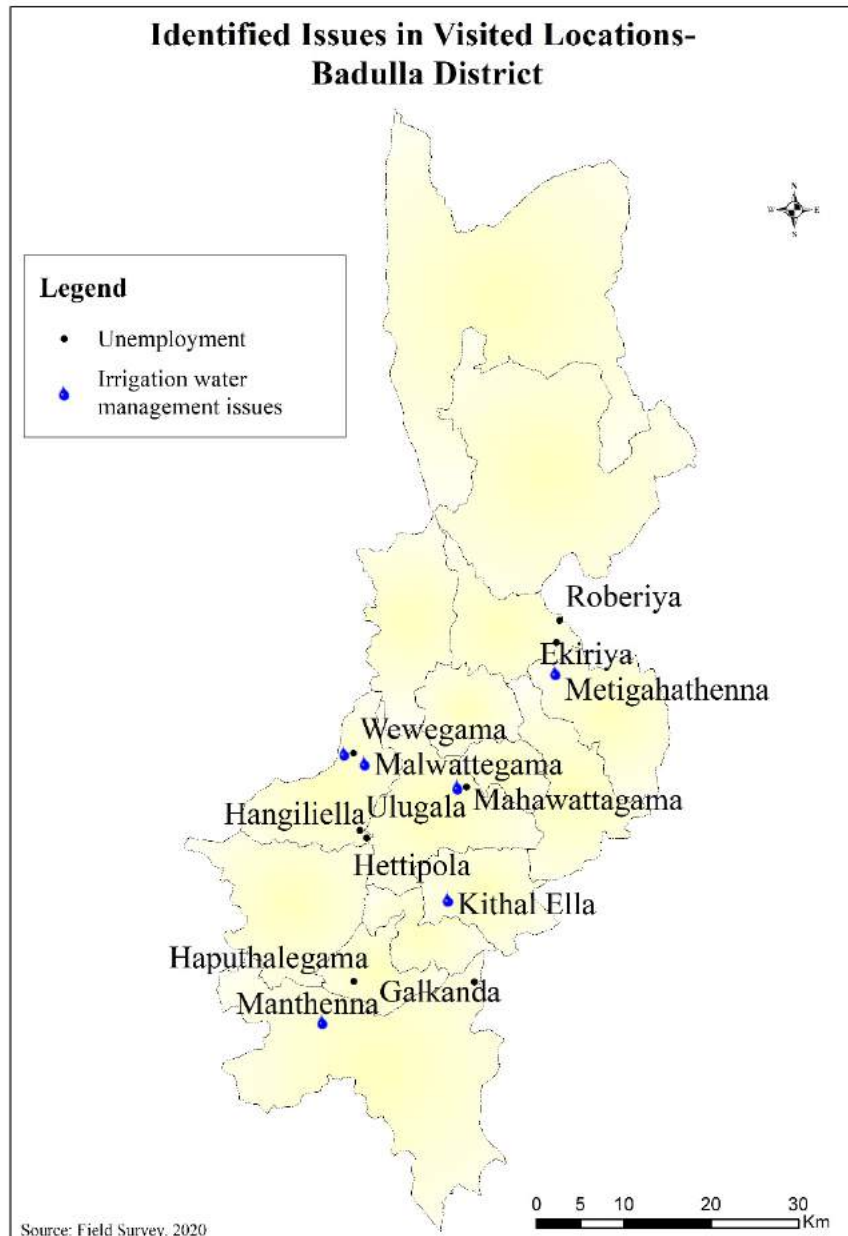 Identified Issues in Visited Locations-
Badulla District
N
W E
S
Legend
Unemployment
Irrigation water
management issues
Roberiya
Ekiriya
Metigahathenna
Wewegama
Malwattegama
Ulugala
Mahawattagama
Hangiliella
Hettipola
Kithal Ella
Haputhalegama
Galkanda
Manthenna
0 5 10 20 30
Km
Source: Field Survey, 2020